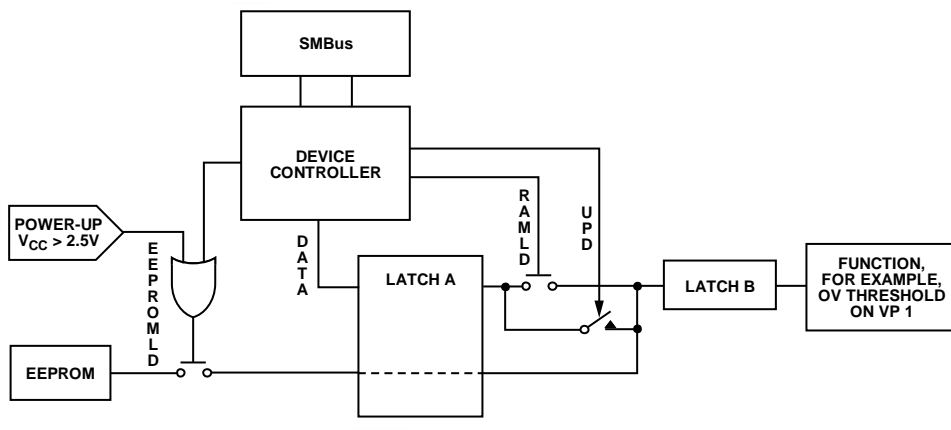 SMBus
DEVICE
CONTROLLER
POWER-UP
VCC > 2.5V
EEPROMLD
DATA
RAMLD
UPD
LATCH A
LATCH B
FUNCTION,
FOR EXAMPLE,
OV THRESHOLD
ON VP 1
EEPROM